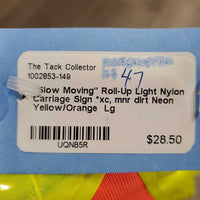 The Tack Collector
1002853-149
47
"Slow Moving" Roll-Up Light Nylon
Carriage Sign *xc, mnr dirt Neon
Yellow/Orange Lg
UQNB5R
$28.50